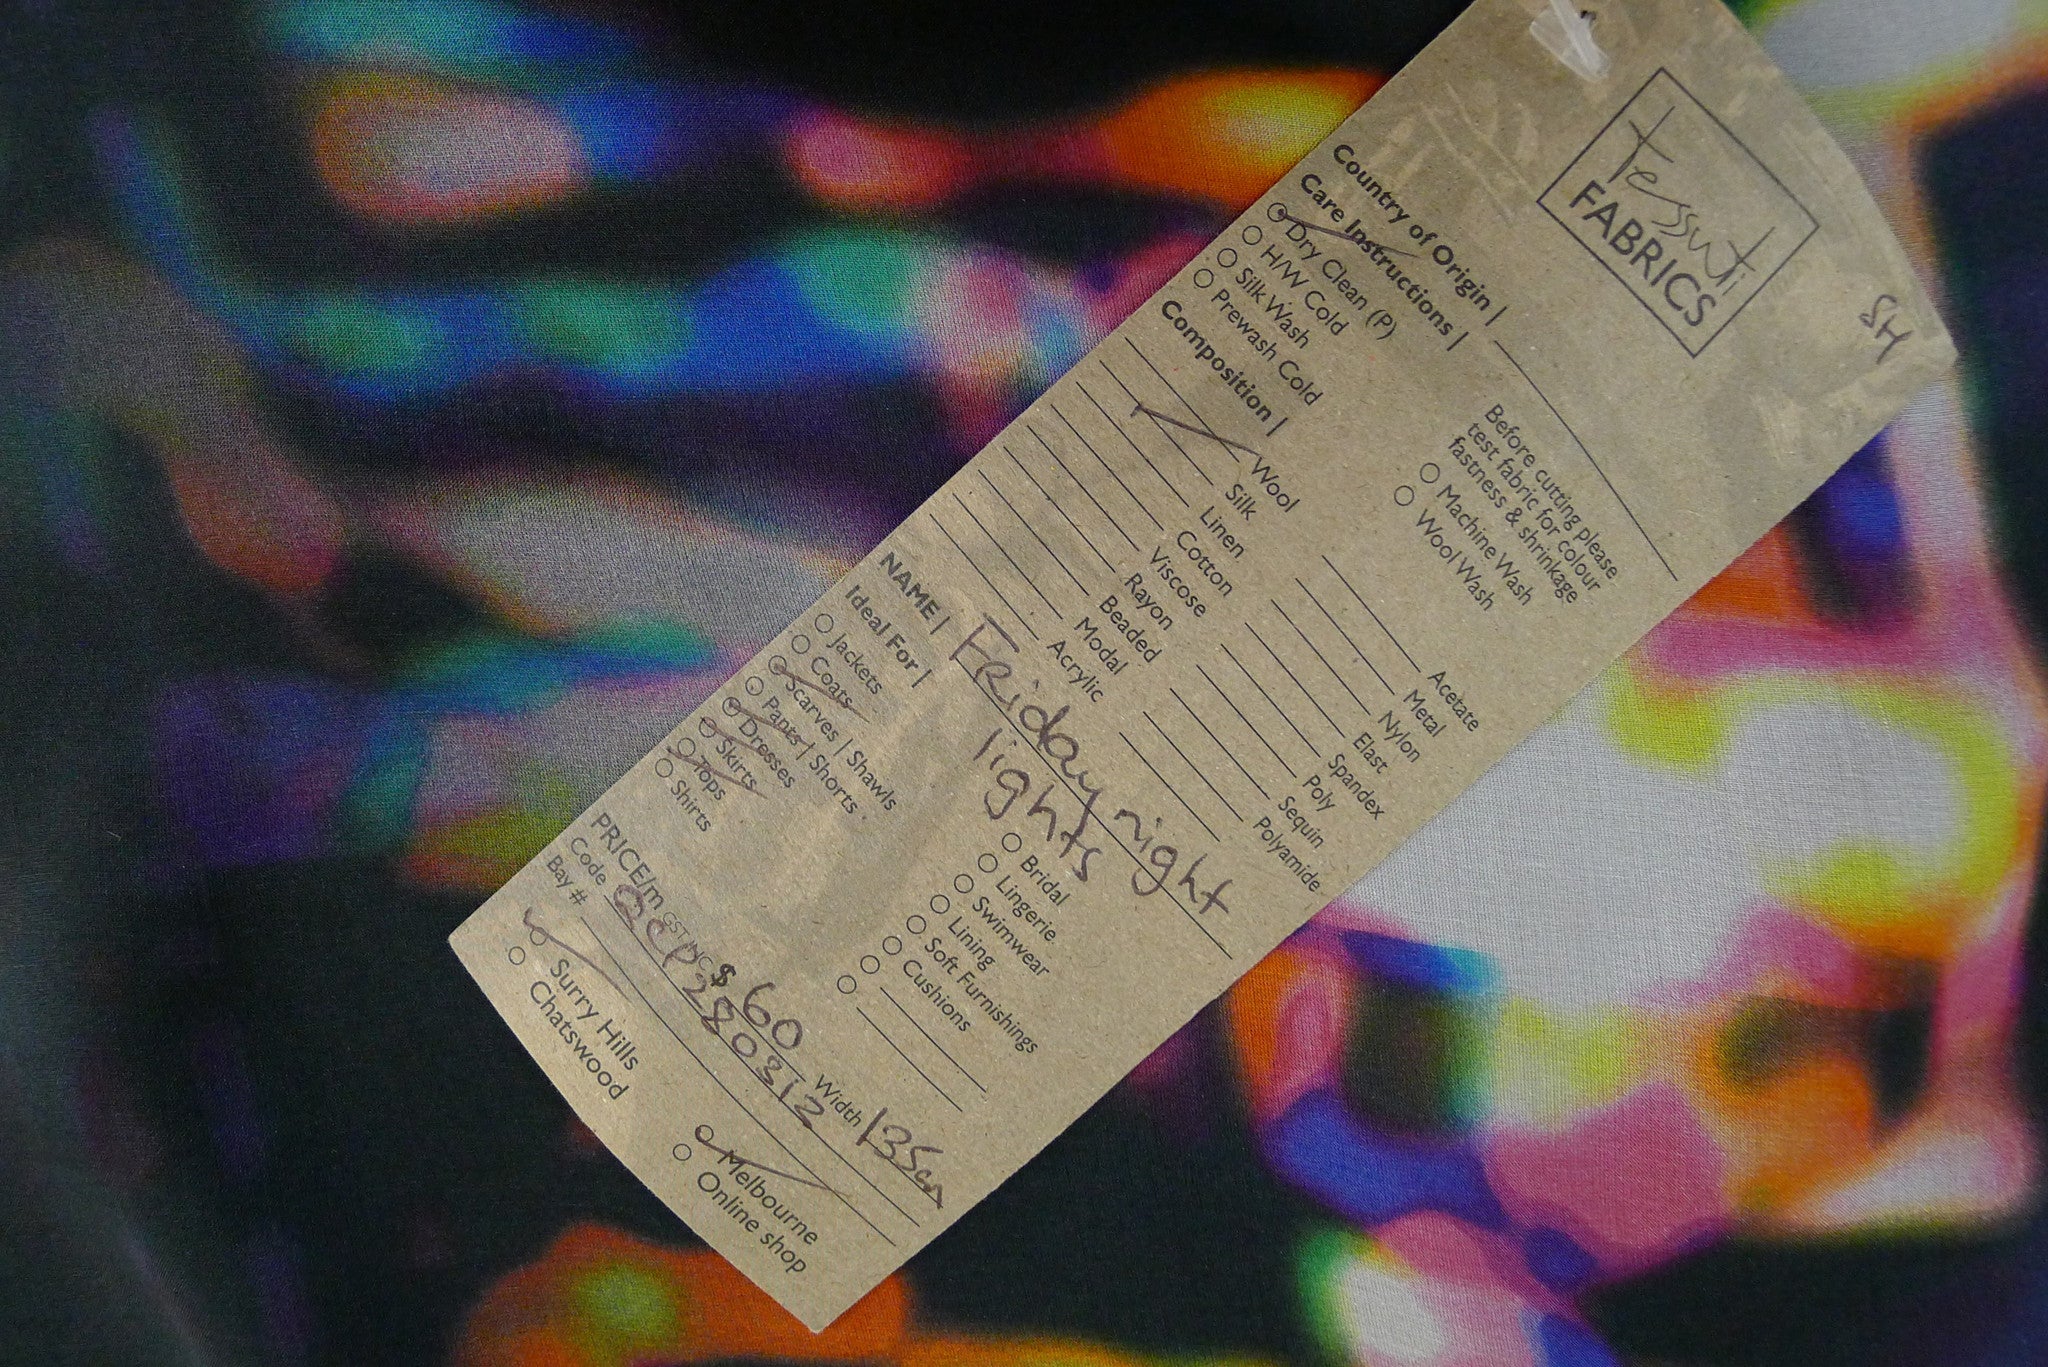 SH
Tessuti
FABRICS
Country of Origin |
Care Instructions |
Dry Clean (P)
H/W Cold
Silk Wash
Prewash Cold
Before cutting please
test fabric for colour
fastness & shrinkage
Machine Wash
Wool Wash
Composition |
Wool
Silk
Linen
Cotton
Viscose
Rayon
Beaded
Modal
Acrylic
Acetate
Metal
Nylon
Elast
Spandex
Poly
Sequin
Polyamide
NAME | Friday night
lights
Ideal For |
Jackets
Coats
Scarves | Shawls
Pants | Shorts
Dresses
Skirts
Tops
Shirts
Bridal
Lingerie
Swimwear
Lining
Soft Furnishings
Cushions
PRICE/m GST INC $ 60 Width 135cm
Code QCP280312
Bay #
Surry Hills
Chatswood
Melbourne
Online shop